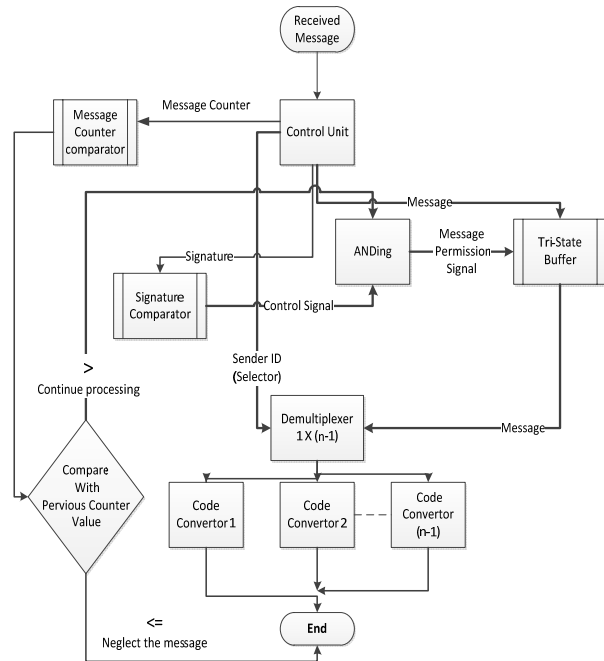 Received
Message
Message Counter
Message
Counter
comparator
Control Unit
Message
ANDing
Message
Permission
Signal
Tri-State
Buffer
Signature
Signature
Comparator
Control Signal
>
Continue processing
Sender ID
(Selector)
Demultiplexer
1 X (n-1)
Message
Compare
With
Pervious Counter
Value
Code
Convertor 1
Code
Convertor 2
Code
Convertor
(n-1)
<=
Neglect the message
End